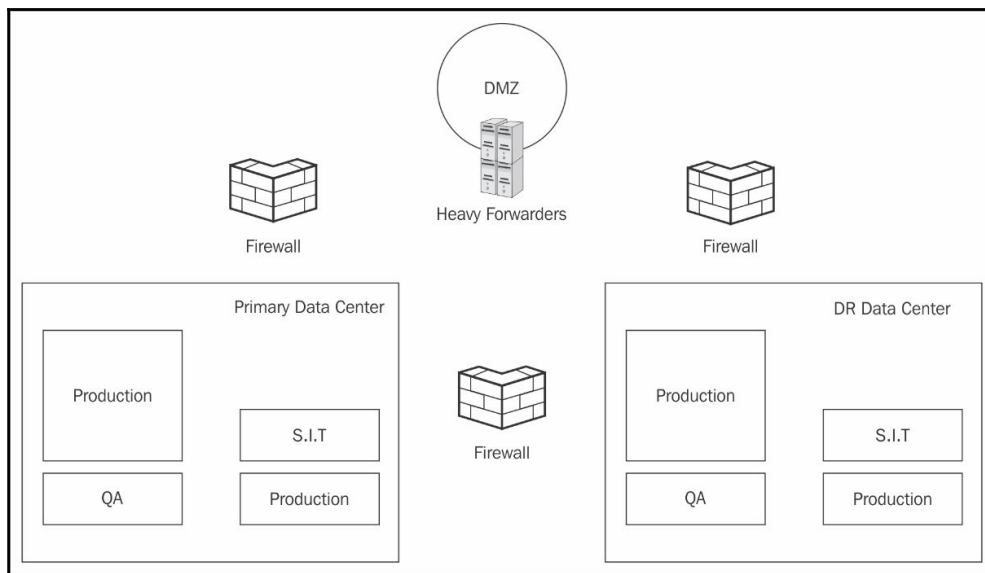 DMZ
Heavy Forwarders
Firewall
Firewall
Primary Data Center
Production
S.I.T
QA
Production
Firewall
DR Data Center
Production
S.I.T
QA
Production